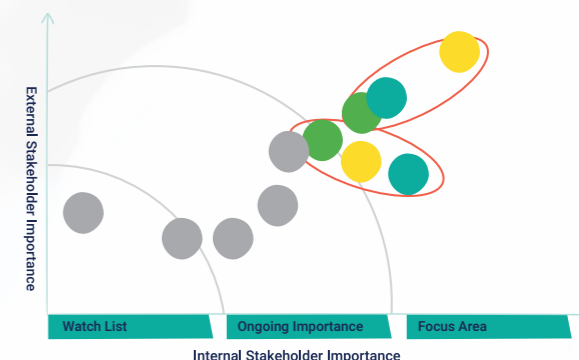 External Stakeholder Importance
Watch List
Ongoing Importance
Focus Area
Internal Stakeholder Importance